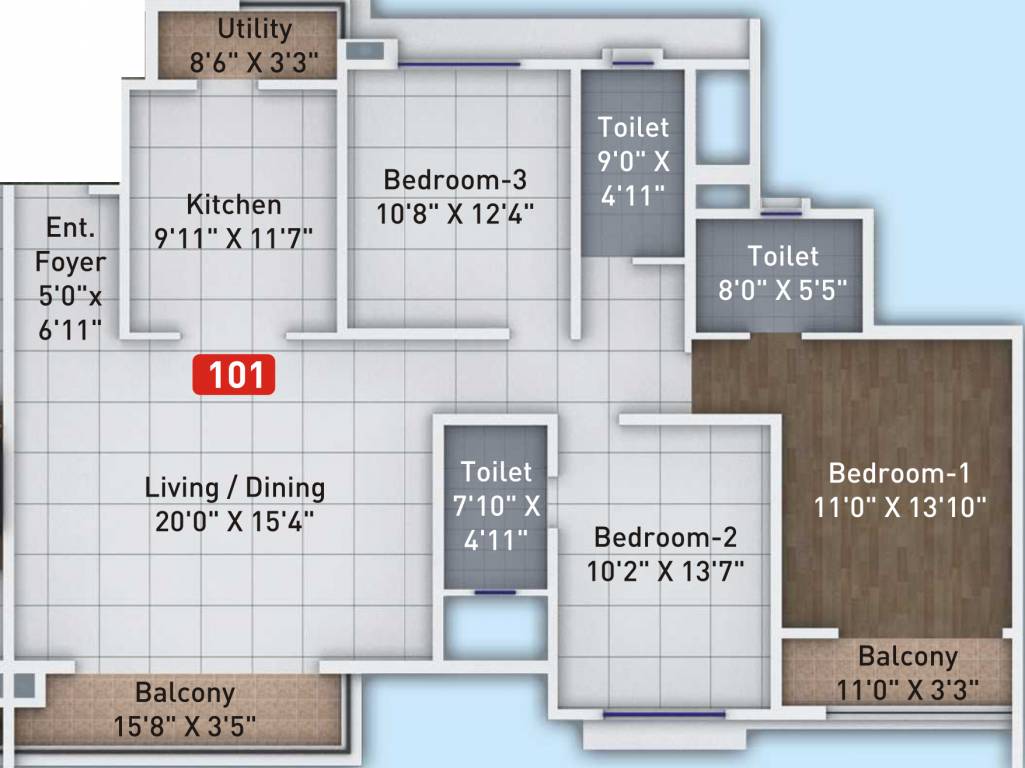 Utility
8'6" X 3'3"
Toilet
9'0" X
4'11"
Bedroom-3
10'8" X 12'4"
Kitchen
9'11" X 11'7"
Ent.
Foyer
5'0"x
6'11"
Toilet
8'0" X 5'5"
101
Living / Dining
20'0" X 15'4"
Toilet
7'10" X
4'11"
Bedroom-1
11'0" X 13'10"
Bedroom-2
10'2" X 13'7"
Balcony
11'0" X 3'3"
Balcony
15'8" X 3'5"